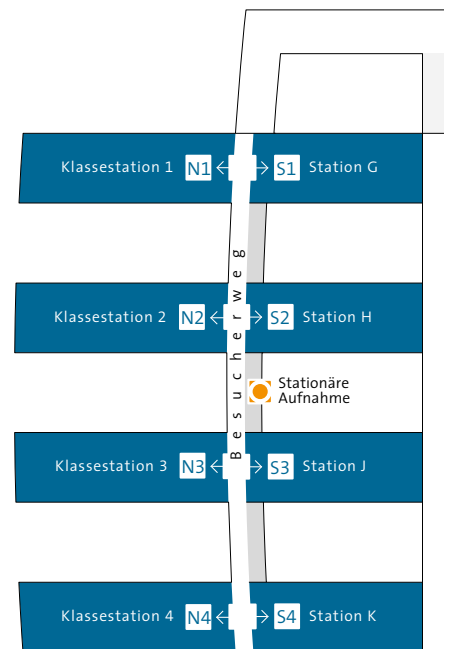 Klassestation 1 N1 S1 Station G
Besucherweg
Klassestation 2 N2 S2 Station H
Stationäre
Aufnahme
Klassestation 3 N3 S3 Station J
Klassestation 4 N4 S4 Station K